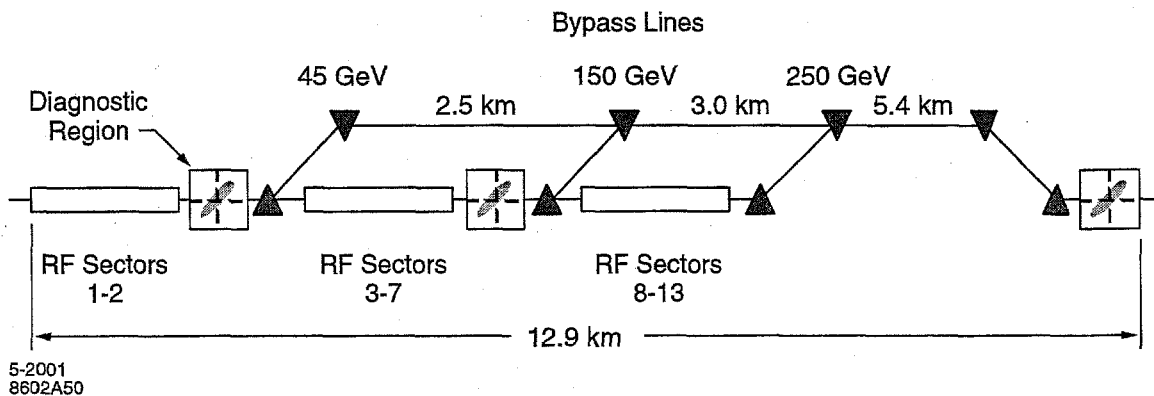 Bypass Lines
45 GeV
150 GeV
250 GeV
Diagnostic
Region
2.5 km
3.0 km
5.4 km
RF Sectors
1-2
RF Sectors
3-7
RF Sectors
8-13
12.9 km
5-2001
8602A50